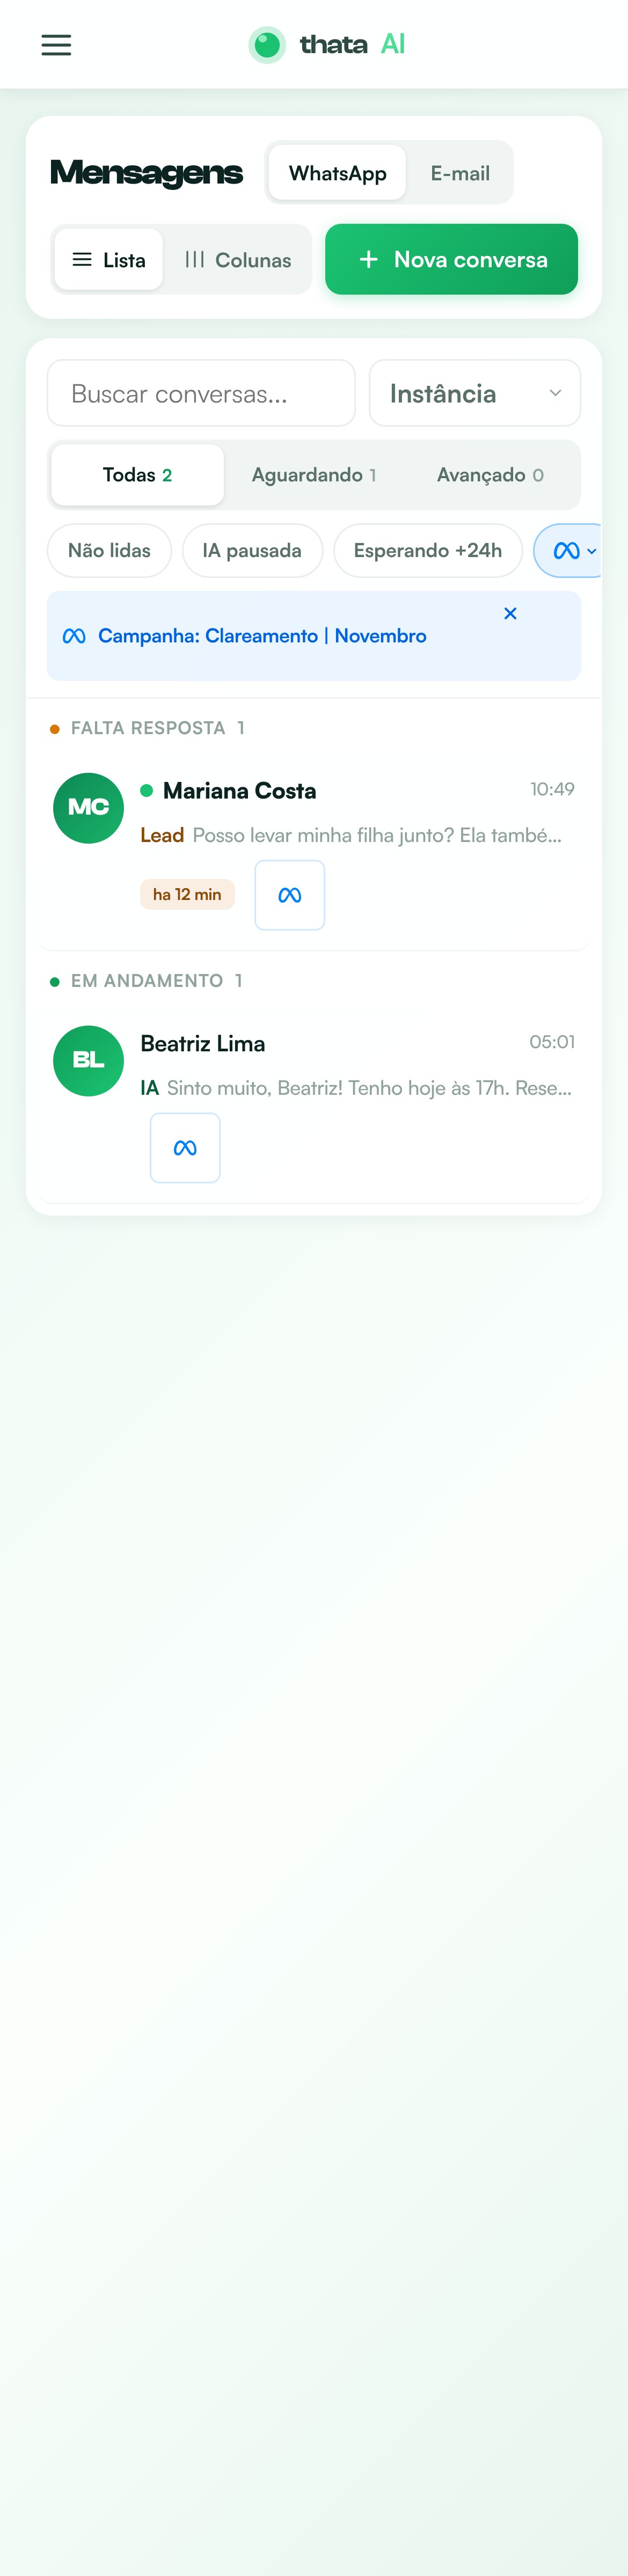 thata AI
Mensagens
WhatsApp E-mail
Lista Colunas + Nova conversa
Buscar conversas...
Instância
Todas 2 Aguardando 1 Avançado 0
Não lidas IA pausada Esperando +24h
Campanha: Clareamento | Novembro
FALTA RESPOSTA 1
MC Mariana Costa 10:49
Lead Posso levar minha filha junto? Ela també...
ha 12 min
EM ANDAMENTO 1
BL Beatriz Lima 05:01
IA Sinto muito, Beatriz! Tenho hoje às 17h. Rese...